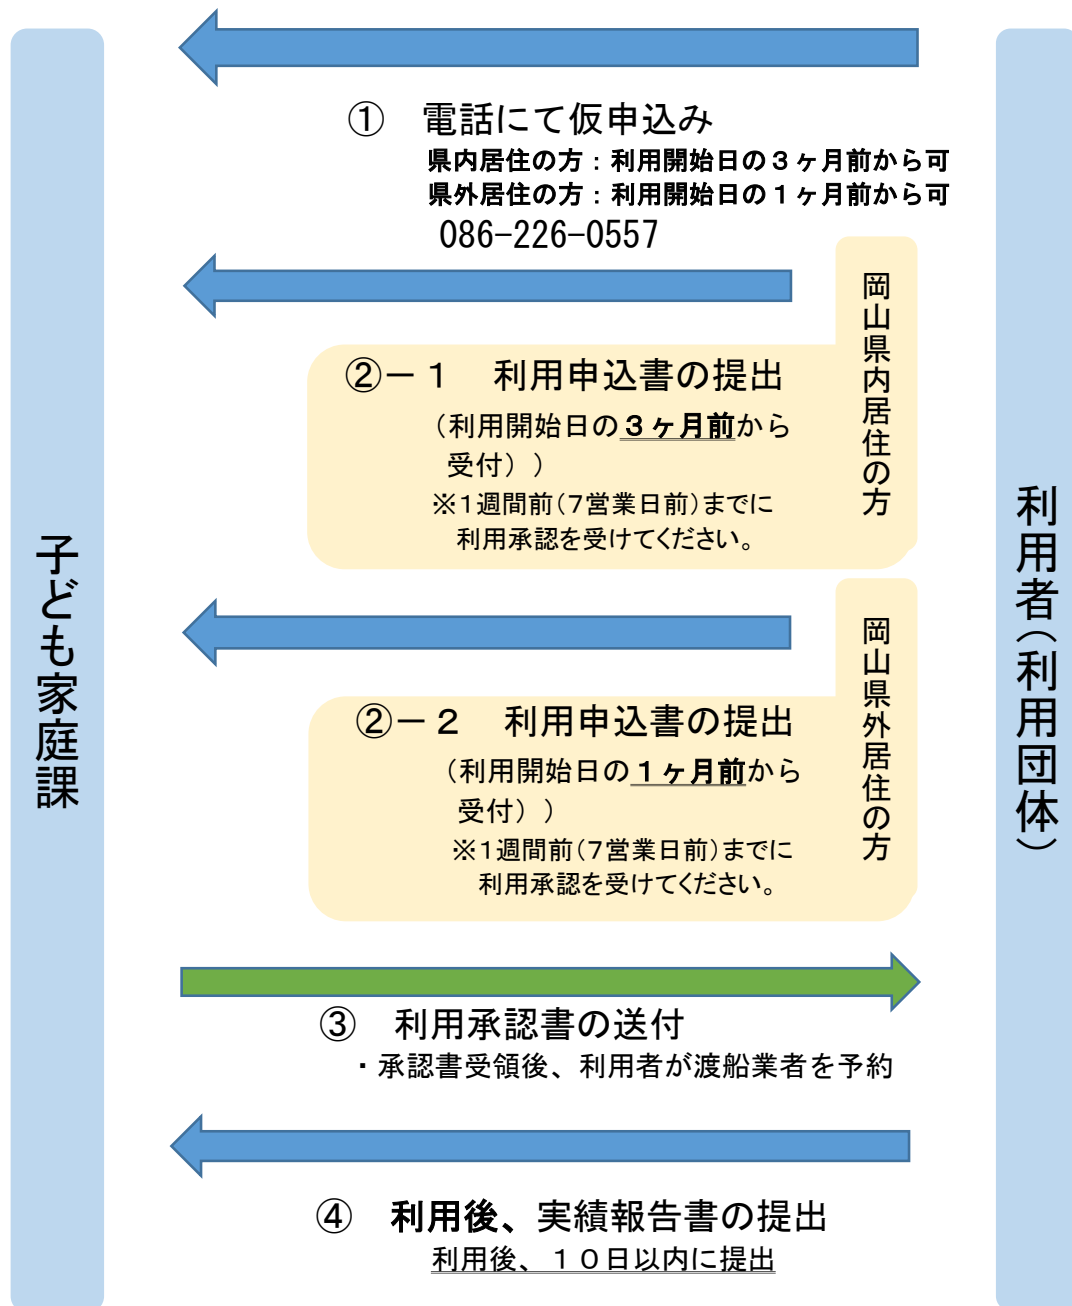 子ども家庭課
利用者（利用団体）
①　電話にて仮申込み
県内居住の方：利用開始日の３ヶ月前から可
県外居住の方：利用開始日の１ヶ月前から可
086-226-0557
岡山県内居住の方
②－１　利用申込書の提出
（利用開始日の３ヶ月前から
受付））
※1週間前(7営業日前)までに
利用承認を受けてください。
岡山県外居住の方
②－２　利用申込書の提出
（利用開始日の１ヶ月前から
受付））
※1週間前(7営業日前)までに
利用承認を受けてください。
③　利用承認書の送付
・承認書受領後、利用者が渡船業者を予約
④　利用後、実績報告書の提出
利用後、１０日以内に提出